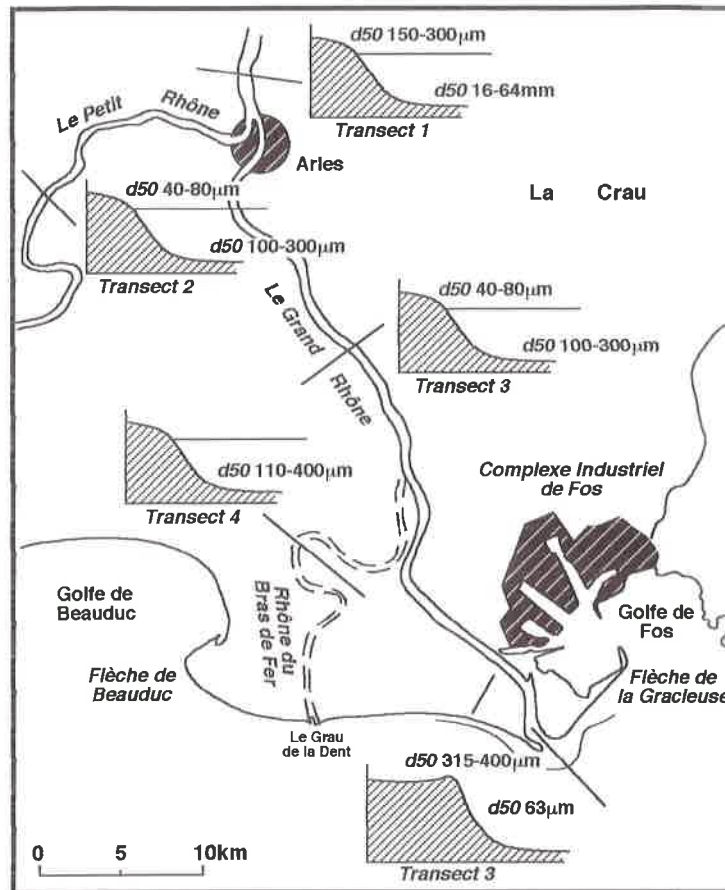 d50 150-300µm
d50 16-64mm
Transect 1
Le Petit Rhône
Arles
La Crau
d50 40-80µm
d50 100-300µm
Transect 2
d50 40-80µm
d50 100-300µm
Transect 3
Le Grand Rhône
d50 110-400µm
Transect 4
Complexe Industriel
de Fos
Golfe de
Beauduc
Rhône du
Bras de Fer
Golfe de
Fos
Flèche de
Beauduc
Flèche de
la Gracieuse
Le Grau
de la Dent
d50 315-400µm
d50 63µm
Transect 3
0 5 10km